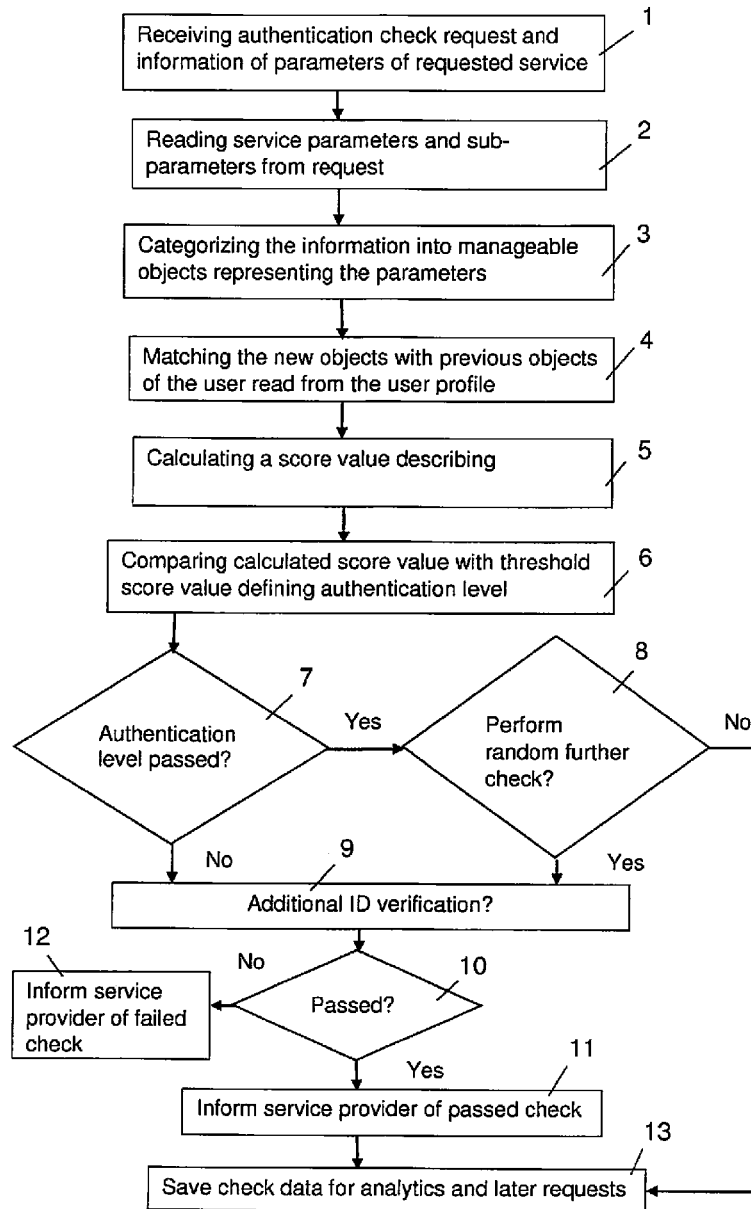 1
Receiving authentication check request and
information of parameters of requested service
2
Reading service parameters and sub-
parameters from request
3
Categorizing the information into manageable
objects representing the parameters
4
Matching the new objects with previous objects
of the user read from the user profile
5
Calculating a score value describing
6
Comparing calculated score value with threshold
score value defining authentication level
7
Authentication
level passed?
Yes
8
Perform
random further
check?
No
No
Yes
9
Additional ID verification?
12
Inform service
provider of failed
check
No
10
Passed?
Yes
11
Inform service provider of passed check
13
Save check data for analytics and later requests